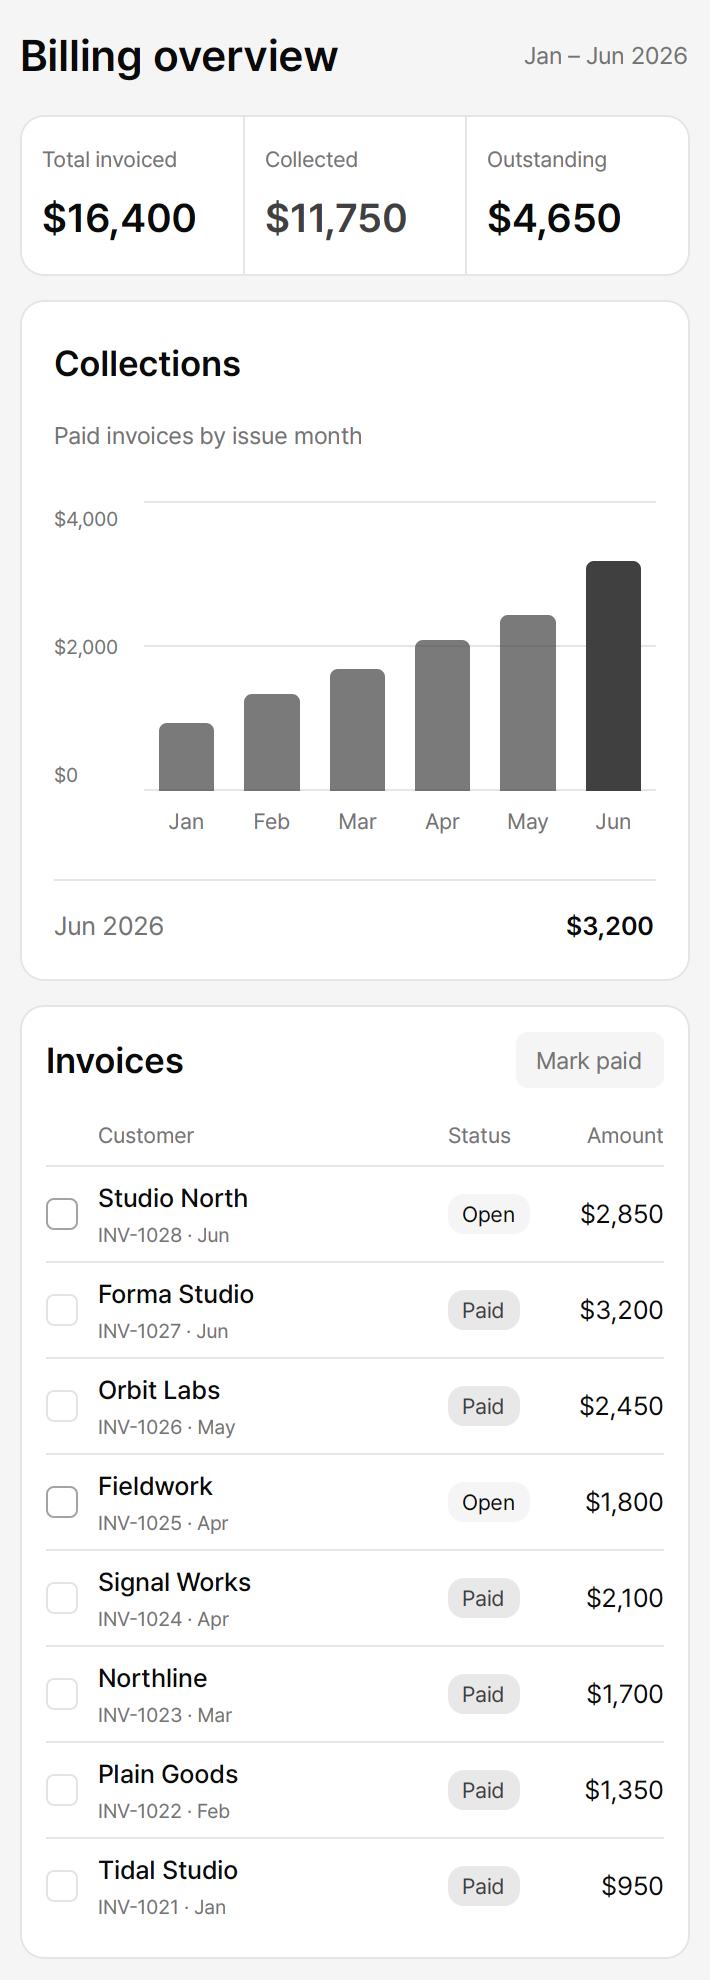 Billing overview
Jan – Jun 2026
Total invoiced
Collected
Outstanding
$16,400
$11,750
$4,650
Collections
Paid invoices by issue month
$4,000
$2,000
$0
Jan
Feb
Mar
Apr
May
Jun
Jun 2026
$3,200
Invoices
Mark paid
Customer
Status
Amount
Studio North
INV-1028 · Jun
Open
$2,850
Forma Studio
INV-1027 · Jun
Paid
$3,200
Orbit Labs
INV-1026 · May
Paid
$2,450
Fieldwork
INV-1025 · Apr
Open
$1,800
Signal Works
INV-1024 · Apr
Paid
$2,100
Northline
INV-1023 · Mar
Paid
$1,700
Plain Goods
INV-1022 · Feb
Paid
$1,350
Tidal Studio
INV-1021 · Jan
Paid
$950